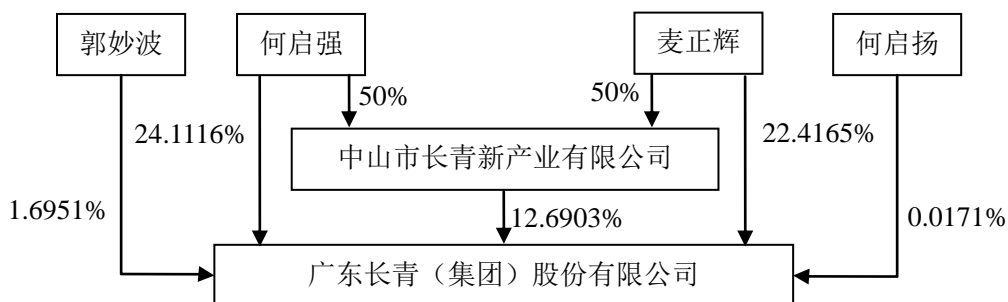 郭妙波
何启强
麦正辉
何启扬
50%
50%
24.1116%
22.4165%
中山市长青新产业有限公司
1.6951%
12.6903%
0.0171%
广东长青（集团）股份有限公司